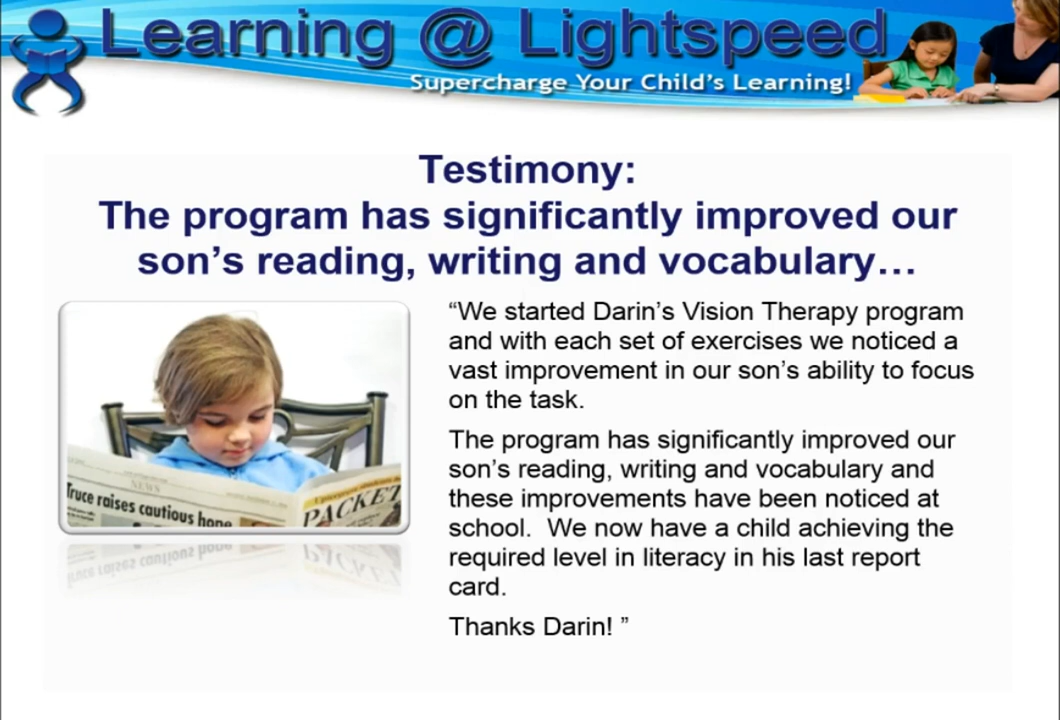 Learning @ Lightspeed
Supercharge Your Child's Learning!
Testimony:
The program has significantly improved our
son’s reading, writing and vocabulary…
“We started Darin’s Vision Therapy program
and with each set of exercises we noticed a
vast improvement in our son’s ability to focus
on the task.
The program has significantly improved our
son’s reading, writing and vocabulary and
these improvements have been noticed at
school.  We now have a child achieving the
required level in literacy in his last report
card.
Thanks Darin! ”
NEWS
Truce raises cautious hope
PACKET